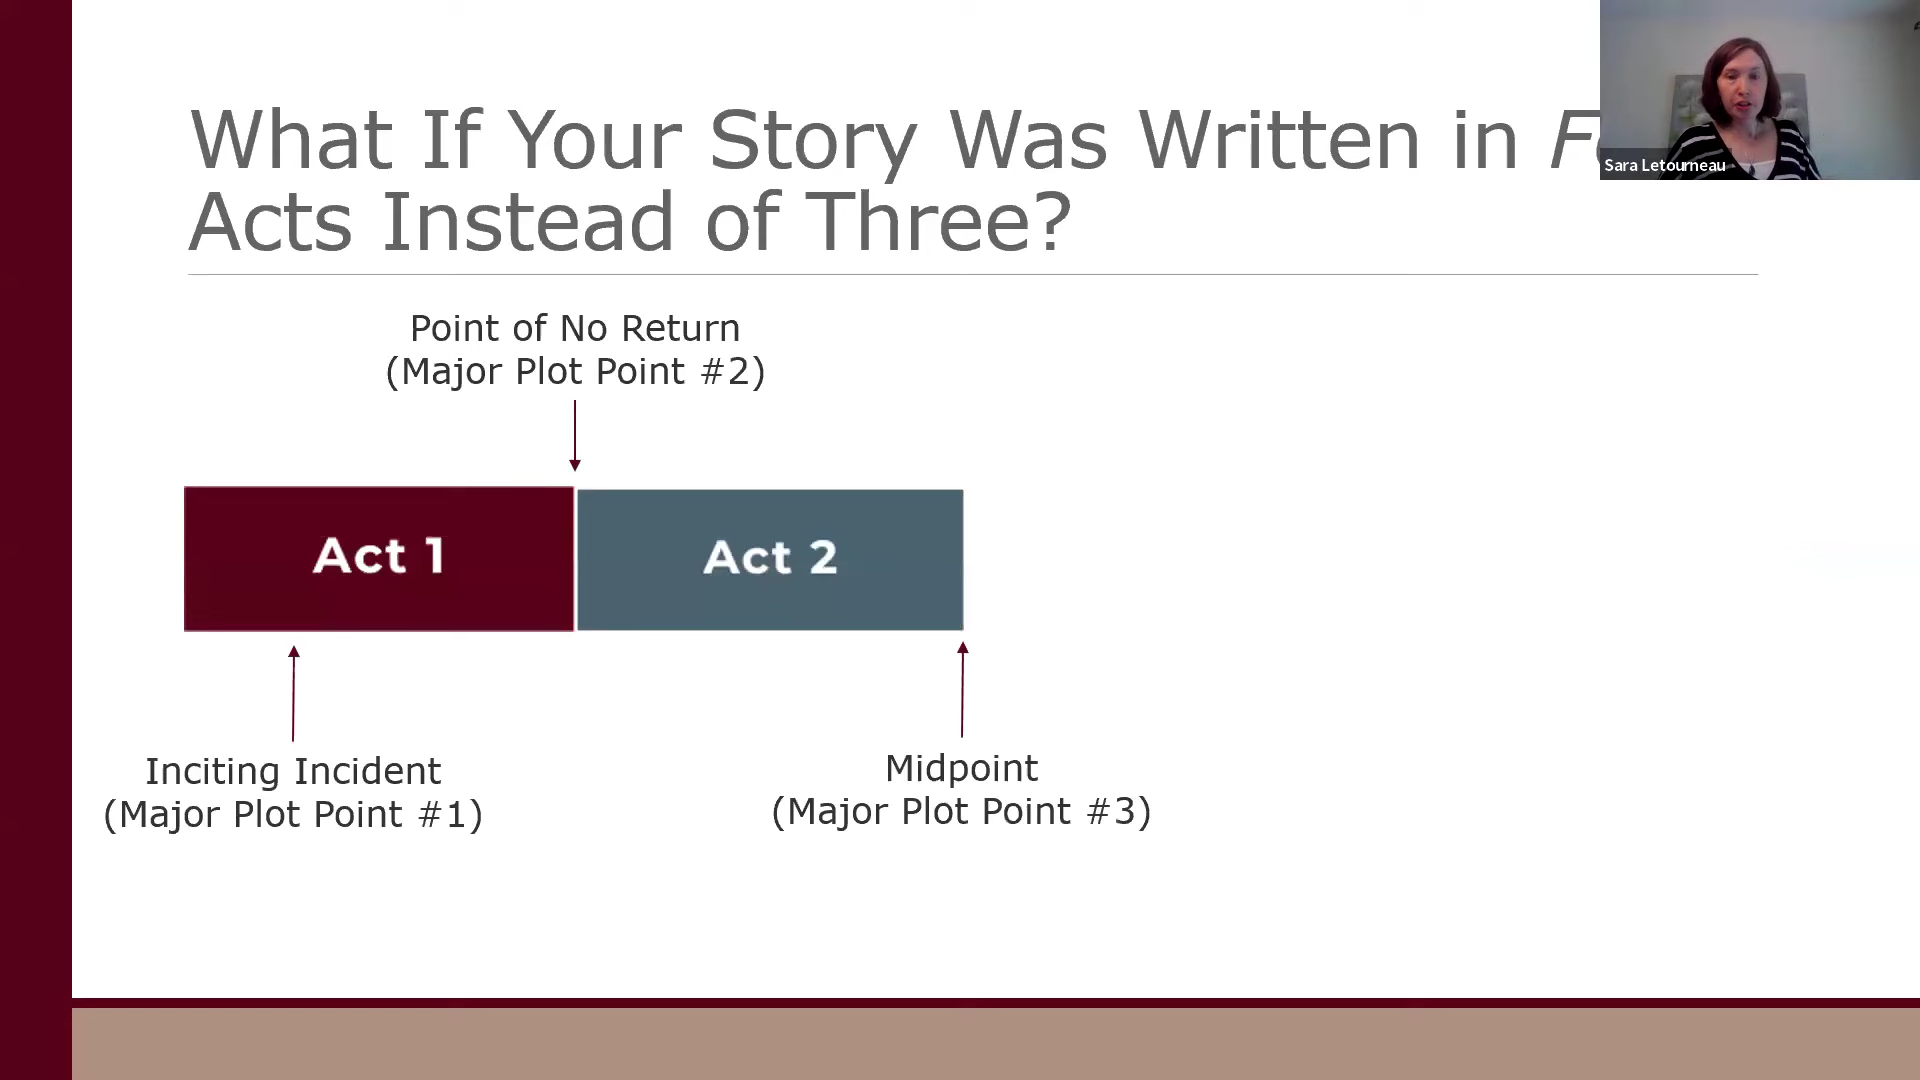 What If Your Story Was Written in
Acts Instead of Three?
Sara Letourneau
Point of No Return
(Major Plot Point #2)
Act 1
Act 2
Inciting Incident
(Major Plot Point #1)
Midpoint
(Major Plot Point #3)